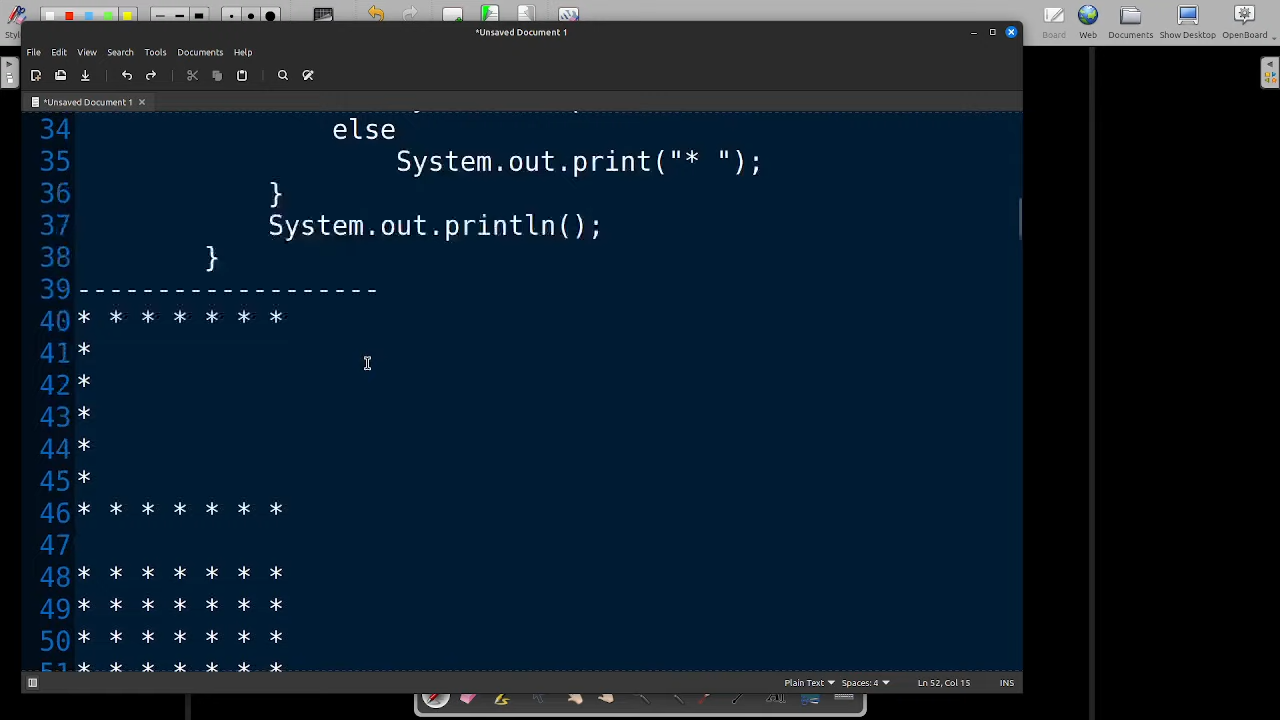 Board
Web
Documents
Show Desktop
OpenBoard
*Unsaved Document 1
File Edit View Search Tools Documents Help
*Unsaved Document 1
34 else
35 System.out.print("* ");
36 }
37 System.out.println();
38 }
39 -------------------
40 * * * * * * *
41 *
42 *
43 *
44 *
45 *
46 * * * * * * *
47
48 * * * * * * *
49 * * * * * * *
50 * * * * * * *
51 * * * * * * *
Plain Text Spaces: 4 Ln 52, Col 15 INS